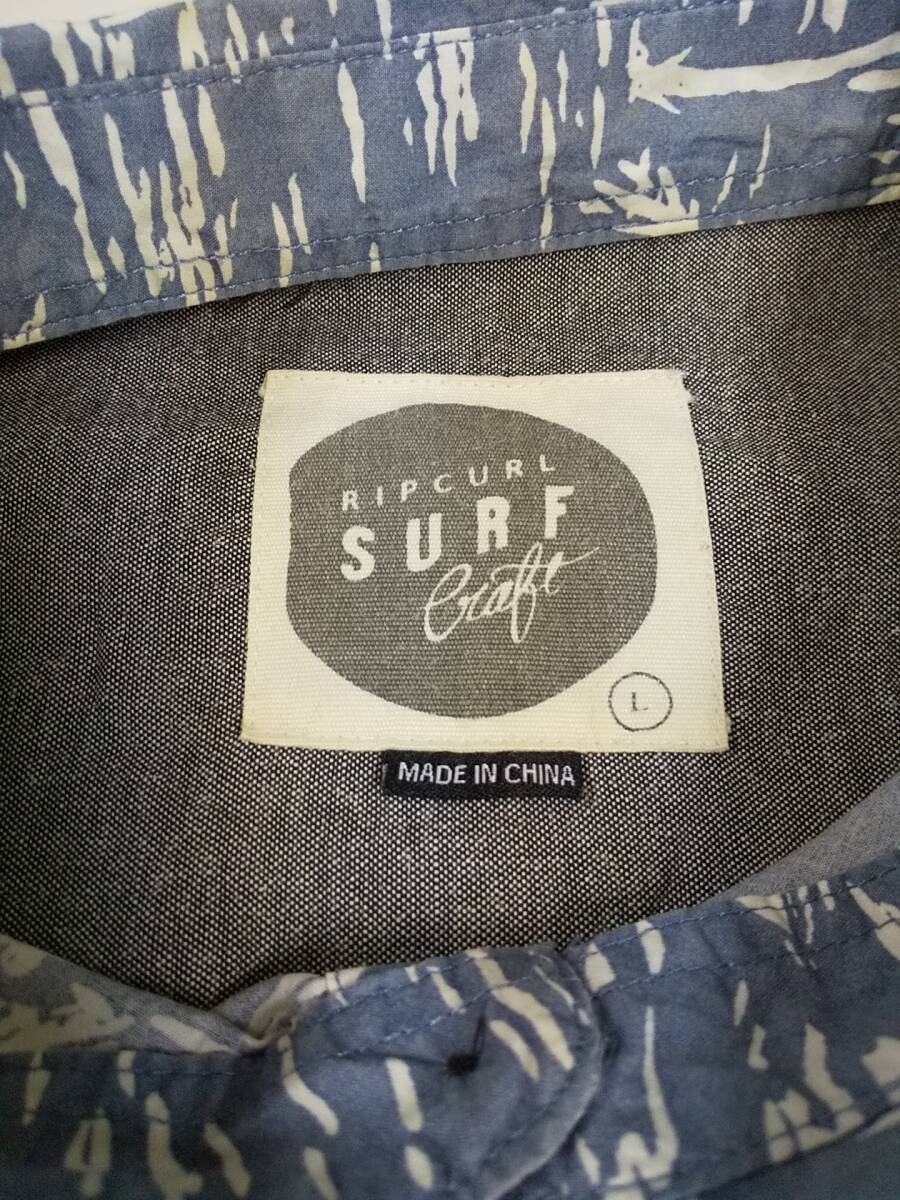 RIPCURL
SURF
Craft
L
MADE IN CHINA